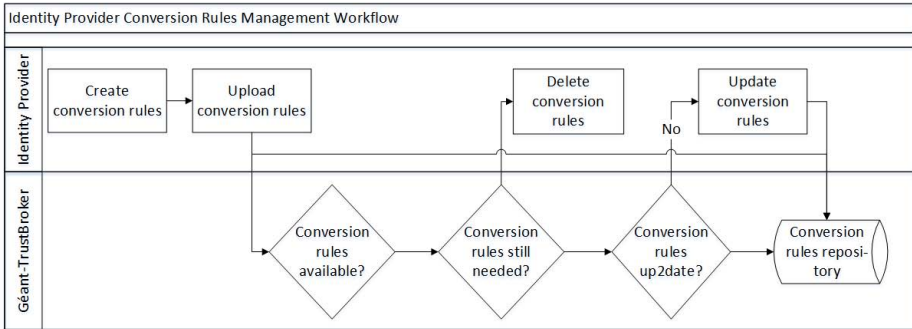 Identity Provider Conversion Rules Management Workflow
Identity Provider
Create
conversion rules
Upload
conversion rules
Delete
conversion
rules
Update
conversion
rules
No
Géant-TrustBroker
Conversion
rules
available?
Conversion
rules still
needed?
Conversion
rules
up2date?
Conversion
rules reposi-
tory